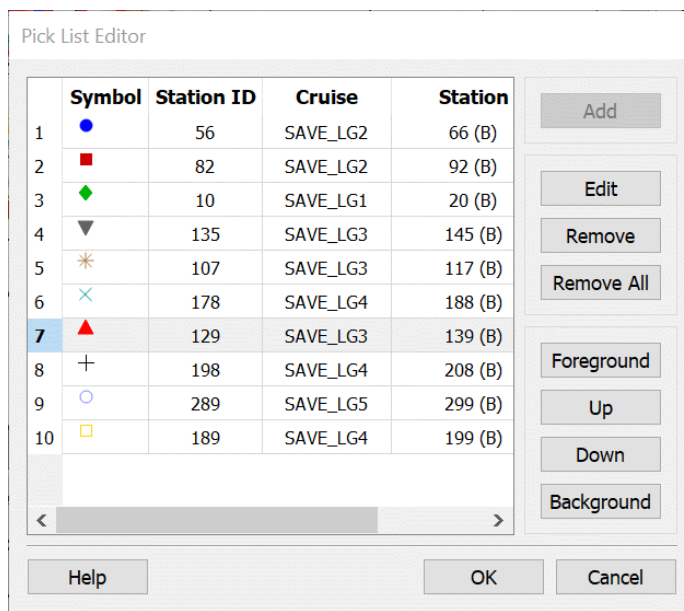 Pick List Editor
Symbol Station ID Cruise Station
1 56 SAVE_LG2 66 (B)
2 82 SAVE_LG2 92 (B)
3 10 SAVE_LG1 20 (B)
4 135 SAVE_LG3 145 (B)
5 107 SAVE_LG3 117 (B)
6 178 SAVE_LG4 188 (B)
7 129 SAVE_LG3 139 (B)
8 198 SAVE_LG4 208 (B)
9 289 SAVE_LG5 299 (B)
10 189 SAVE_LG4 199 (B)
Add
Edit
Remove
Remove All
Foreground
Up
Down
Background
Help OK Cancel